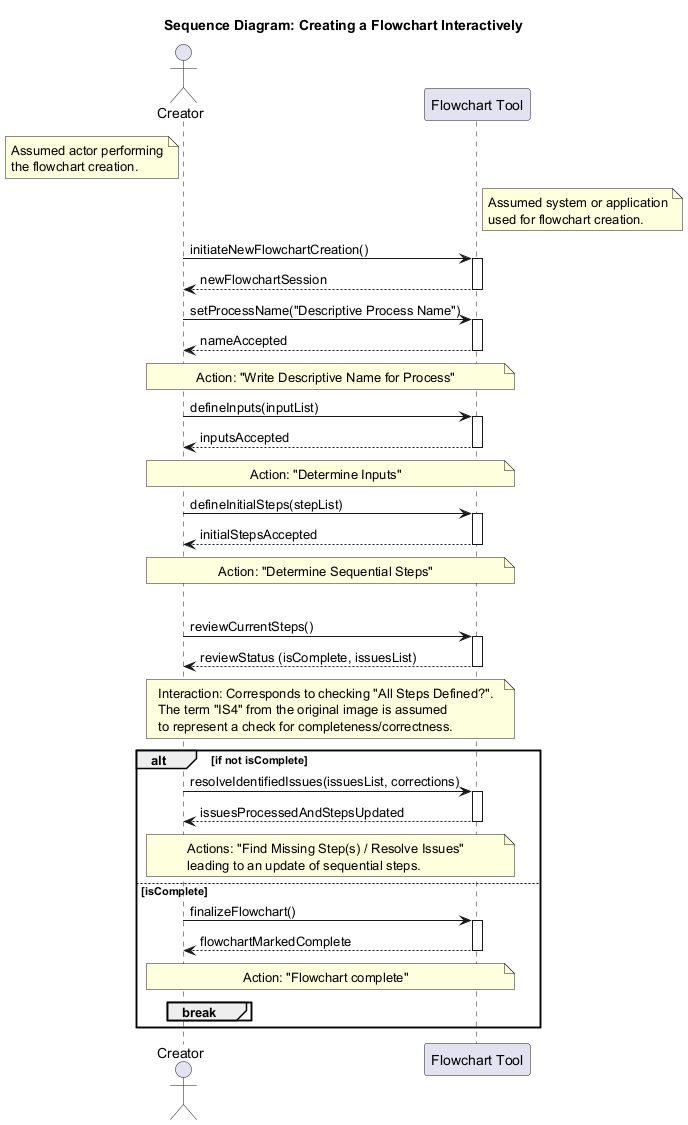 Sequence Diagram: Creating a Flowchart Interactively
Creator
Flowchart Tool
Assumed actor performing
the flowchart creation.
Assumed system or application
used for flowchart creation.
initiateNewFlowchartCreation()
newFlowchartSession
setProcessName("Descriptive Process Name")
nameAccepted
Action: "Write Descriptive Name for Process"
defineInputs(inputList)
inputsAccepted
Action: "Determine Inputs"
defineInitialSteps(stepList)
initialStepsAccepted
Action: "Determine Sequential Steps"
reviewCurrentSteps()
reviewStatus (isComplete, issuesList)
Interaction: Corresponds to checking "All Steps Defined?".
The term "IS4" from the original image is assumed
to represent a check for completeness/correctness.
alt [if not isComplete]
resolveIdentifiedIssues(issuesList, corrections)
issuesProcessedAndStepsUpdated
Actions: "Find Missing Step(s) / Resolve Issues"
leading to an update of sequential steps.
[isComplete]
finalizeFlowchart()
flowchartMarkedComplete
Action: "Flowchart complete"
break
Creator
Flowchart Tool